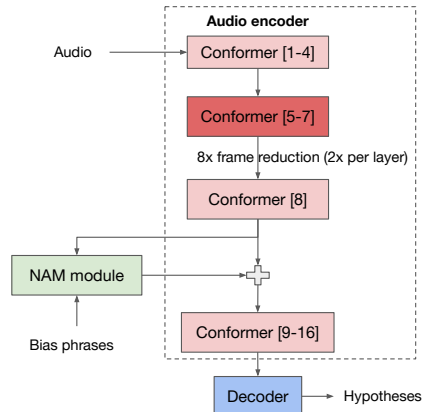 Audio encoder
Audio
Conformer [1-4]
Conformer [5-7]
8x frame reduction (2x per layer)
Conformer [8]
NAM module
Bias phrases
Conformer [9-16]
Decoder
Hypotheses